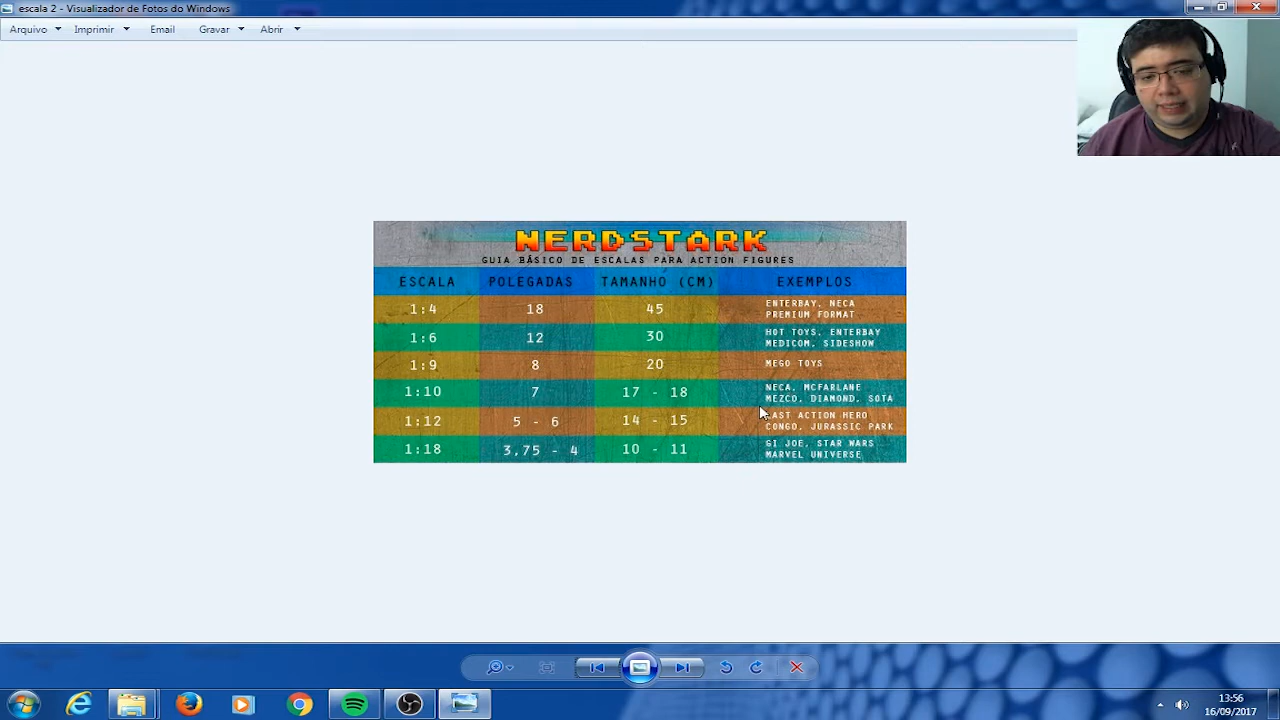 escala 2 - Visualizador de Fotos do Windows
Arquivo Imprimir Email Gravar Abrir
NERDSTARK
GUIA BÁSICO DE ESCALAS PARA ACTION FIGURES
ESCALA POLEGADAS TAMANHO (CM) EXEMPLOS
1:4 18 45 ENTERBAY, NECA
PREMIUM FORMAT
1:6 12 30 HOT TOYS, ENTERBAY
MEDICOM, SIDESHOW
1:9 8 20 MEGO TOYS
1:10 7 17 - 18 NECA, MCFARLANE
MEZCO, DIAMOND, SOTA
1:12 5 - 6 14 - 15 LAST ACTION HERO
CONGO, JURASSIC PARK
1:18 3,75 - 4 10 - 11 GI JOE, STAR WARS
MARVEL UNIVERSE
13:56
16/09/2017